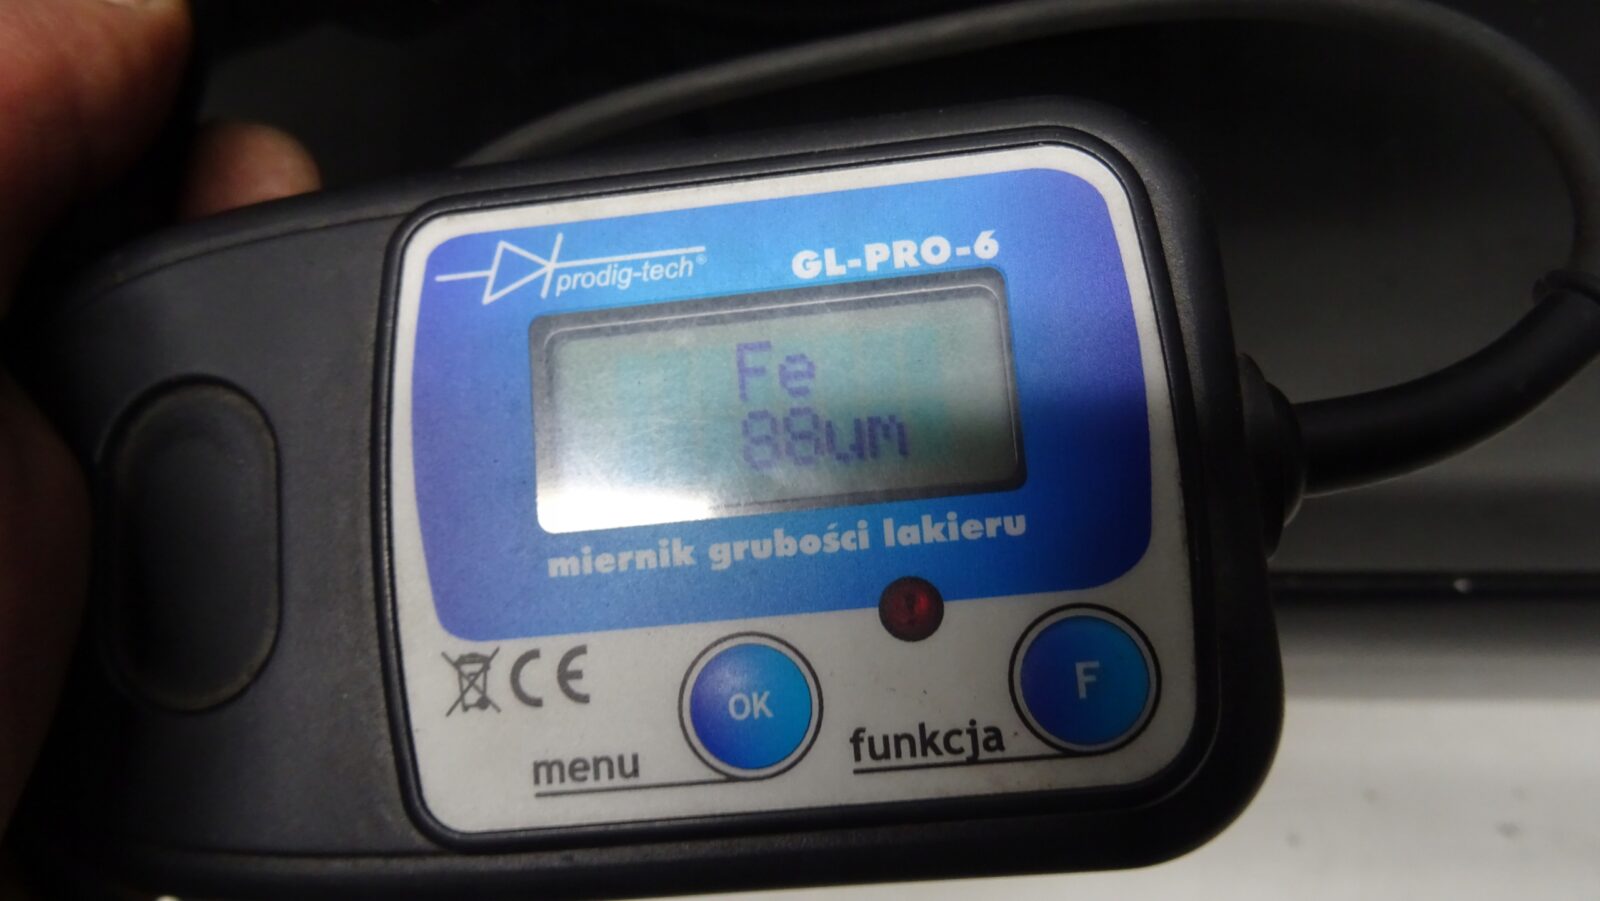 prodig-tech®
GL-PRO-6
Fe
88um
miernik grubości lakieru
CE
OK
menu
F
funkcja